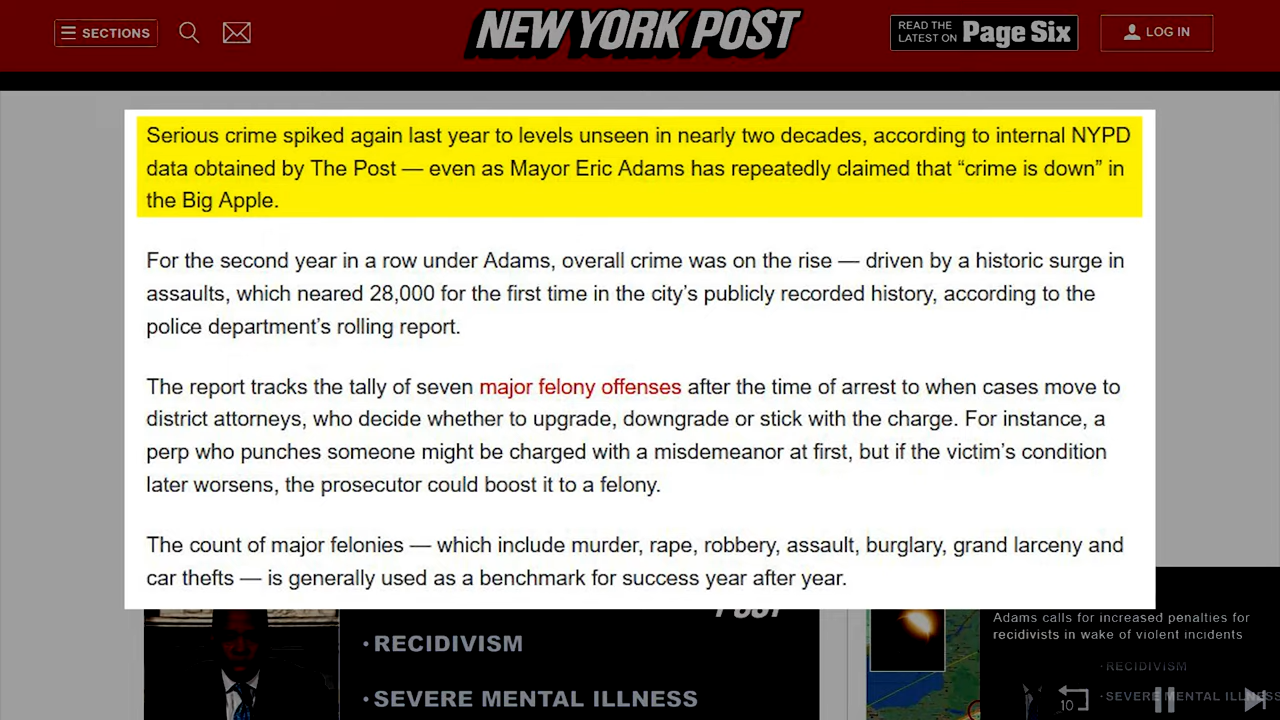 SECTIONS
NEW YORK POST
READ THE
LATEST ON
Page Six
LOG IN
Serious crime spiked again last year to levels unseen in nearly two decades, according to internal NYPD
data obtained by The Post — even as Mayor Eric Adams has repeatedly claimed that “crime is down” in
the Big Apple.
For the second year in a row under Adams, overall crime was on the rise — driven by a historic surge in
assaults, which neared 28,000 for the first time in the city’s publicly recorded history, according to the
police department’s rolling report.
The report tracks the tally of seven major felony offenses after the time of arrest to when cases move to
district attorneys, who decide whether to upgrade, downgrade or stick with the charge. For instance, a
perp who punches someone might be charged with a misdemeanor at first, but if the victim’s condition
later worsens, the prosecutor could boost it to a felony.
The count of major felonies — which include murder, rape, robbery, assault, burglary, grand larceny and
car thefts — is generally used as a benchmark for success year after year.
POST
• RECIDIVISM
• SEVERE MENTAL ILLNESS
Adams calls for increased penalties for
recidivists in wake of violent incidents
• RECIDIVISM
• SEVERE MENTAL ILLNESS
10